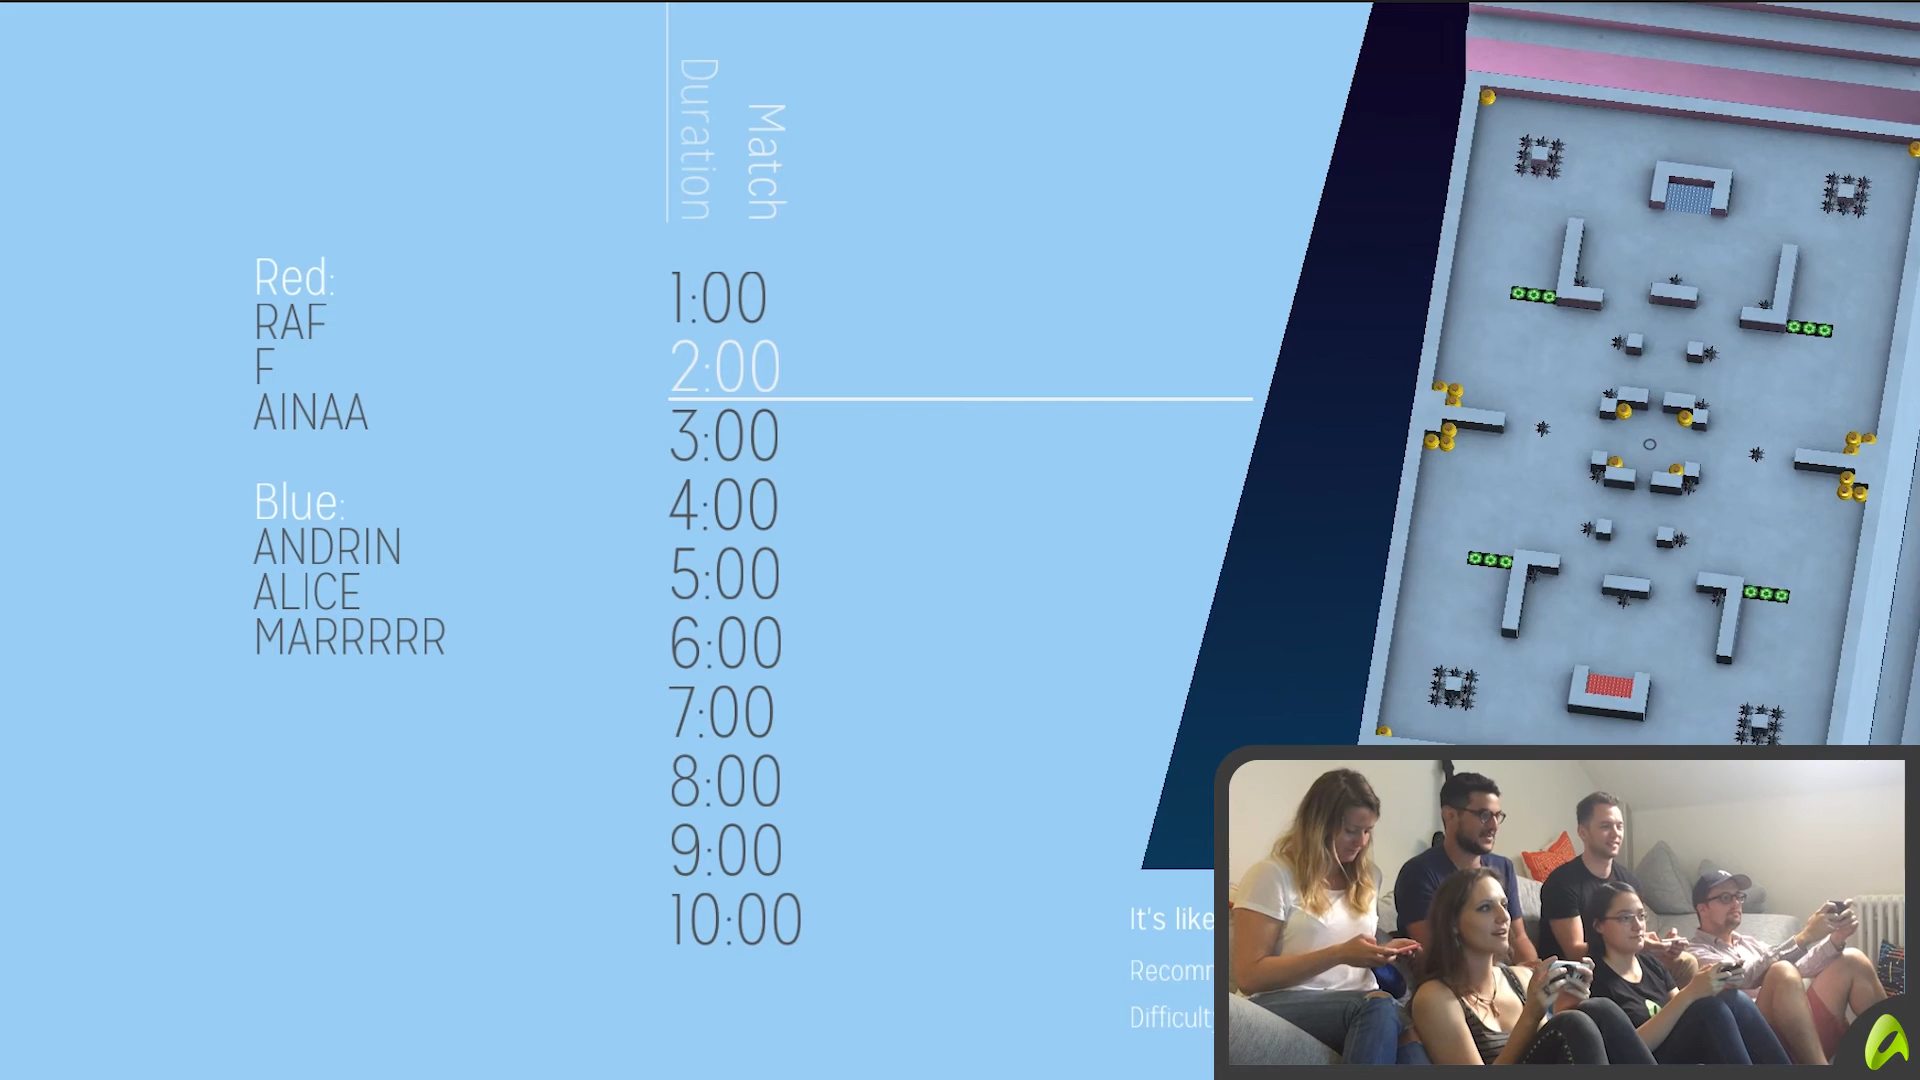 Match
Duration
Red:
RAF
F
AINAA
Blue:
ANDRIN
ALICE
MARRRRR
1:00
2:00
3:00
4:00
5:00
6:00
7:00
8:00
9:00
10:00
It's like